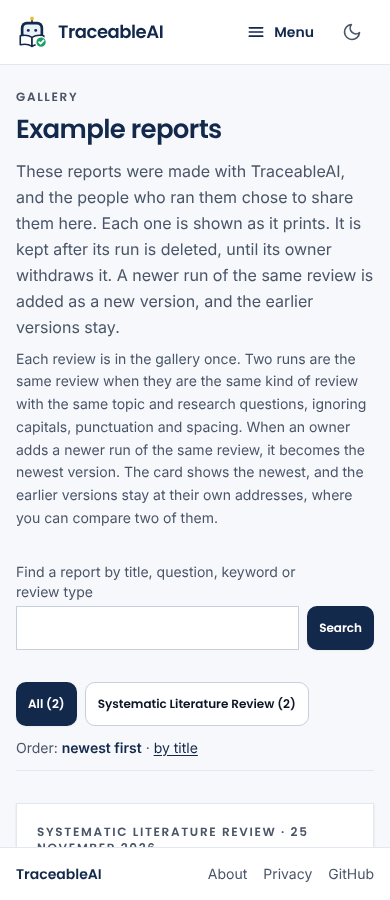 TraceableAI
Menu
GALLERY
Example reports
These reports were made with TraceableAI,
and the people who ran them chose to share
them here. Each one is shown as it prints. It is
kept after its run is deleted, until its owner
withdraws it. A newer run of the same review is
added as a new version, and the earlier
versions stay.
Each review is in the gallery once. Two runs are the
same review when they are the same kind of review
with the same topic and research questions, ignoring
capitals, punctuation and spacing. When an owner
adds a newer run of the same review, it becomes the
newest version. The card shows the newest, and the
earlier versions stay at their own addresses, where
you can compare two of them.
Find a report by title, question, keyword or
review type
Search
All (2)
Systematic Literature Review (2)
Order: newest first · by title
SYSTEMATIC LITERATURE REVIEW · 25
NOVEMBER 2026
TraceableAI
About
Privacy
GitHub